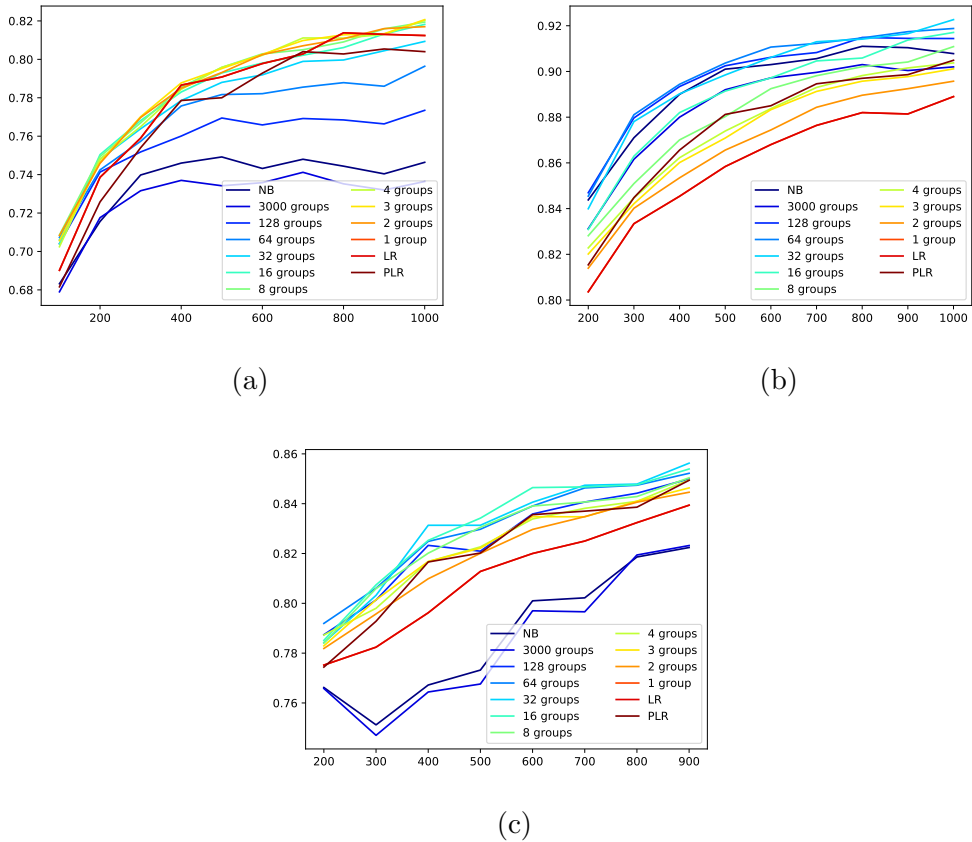 0.82
0.80
0.78
0.76
0.74
0.72
0.70
0.68
200 400 600 800 1000
NB
3000 groups
128 groups
64 groups
32 groups
16 groups
8 groups
4 groups
3 groups
2 groups
1 group
LR
PLR
(a)
0.92
0.90
0.88
0.86
0.84
0.82
0.80
200 300 400 500 600 700 800 900 1000
NB
3000 groups
128 groups
64 groups
32 groups
16 groups
8 groups
4 groups
3 groups
2 groups
1 group
LR
PLR
(b)
0.86
0.84
0.82
0.80
0.78
0.76
200 300 400 500 600 700 800 900
NB
3000 groups
128 groups
64 groups
32 groups
16 groups
8 groups
4 groups
3 groups
2 groups
1 group
LR
PLR
(c)